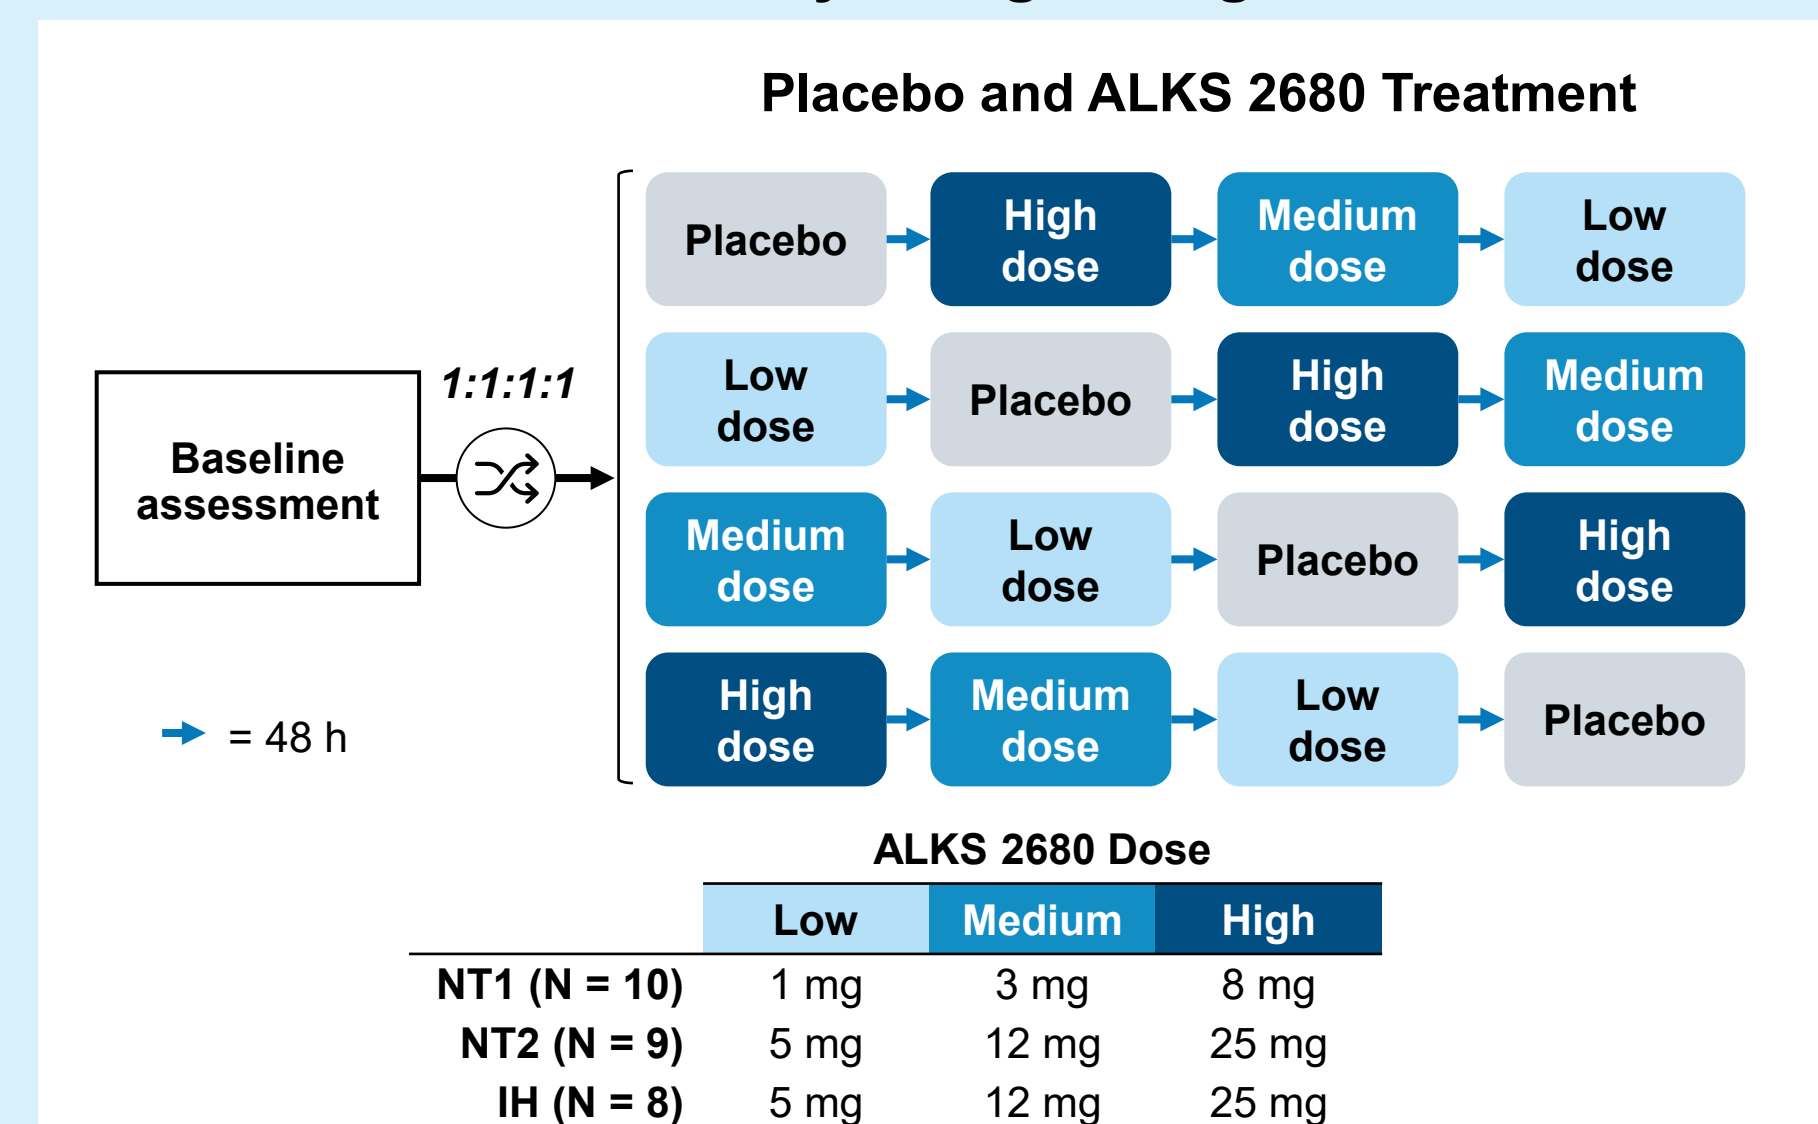 Placebo and ALKS 2680 Treatment
Placebo
High
dose
Medium
dose
Low
dose
Low
dose
Placebo
High
dose
Medium
dose
Medium
dose
Low
dose
Placebo
High
dose
High
dose
Medium
dose
Low
dose
Placebo
1:1:1:1
Baseline
assessment
= 48 h
ALKS 2680 Dose
Low Medium High
NT1 (N = 10) 1 mg 3 mg 8 mg
NT2 (N = 9) 5 mg 12 mg 25 mg
IH (N = 8) 5 mg 12 mg 25 mg